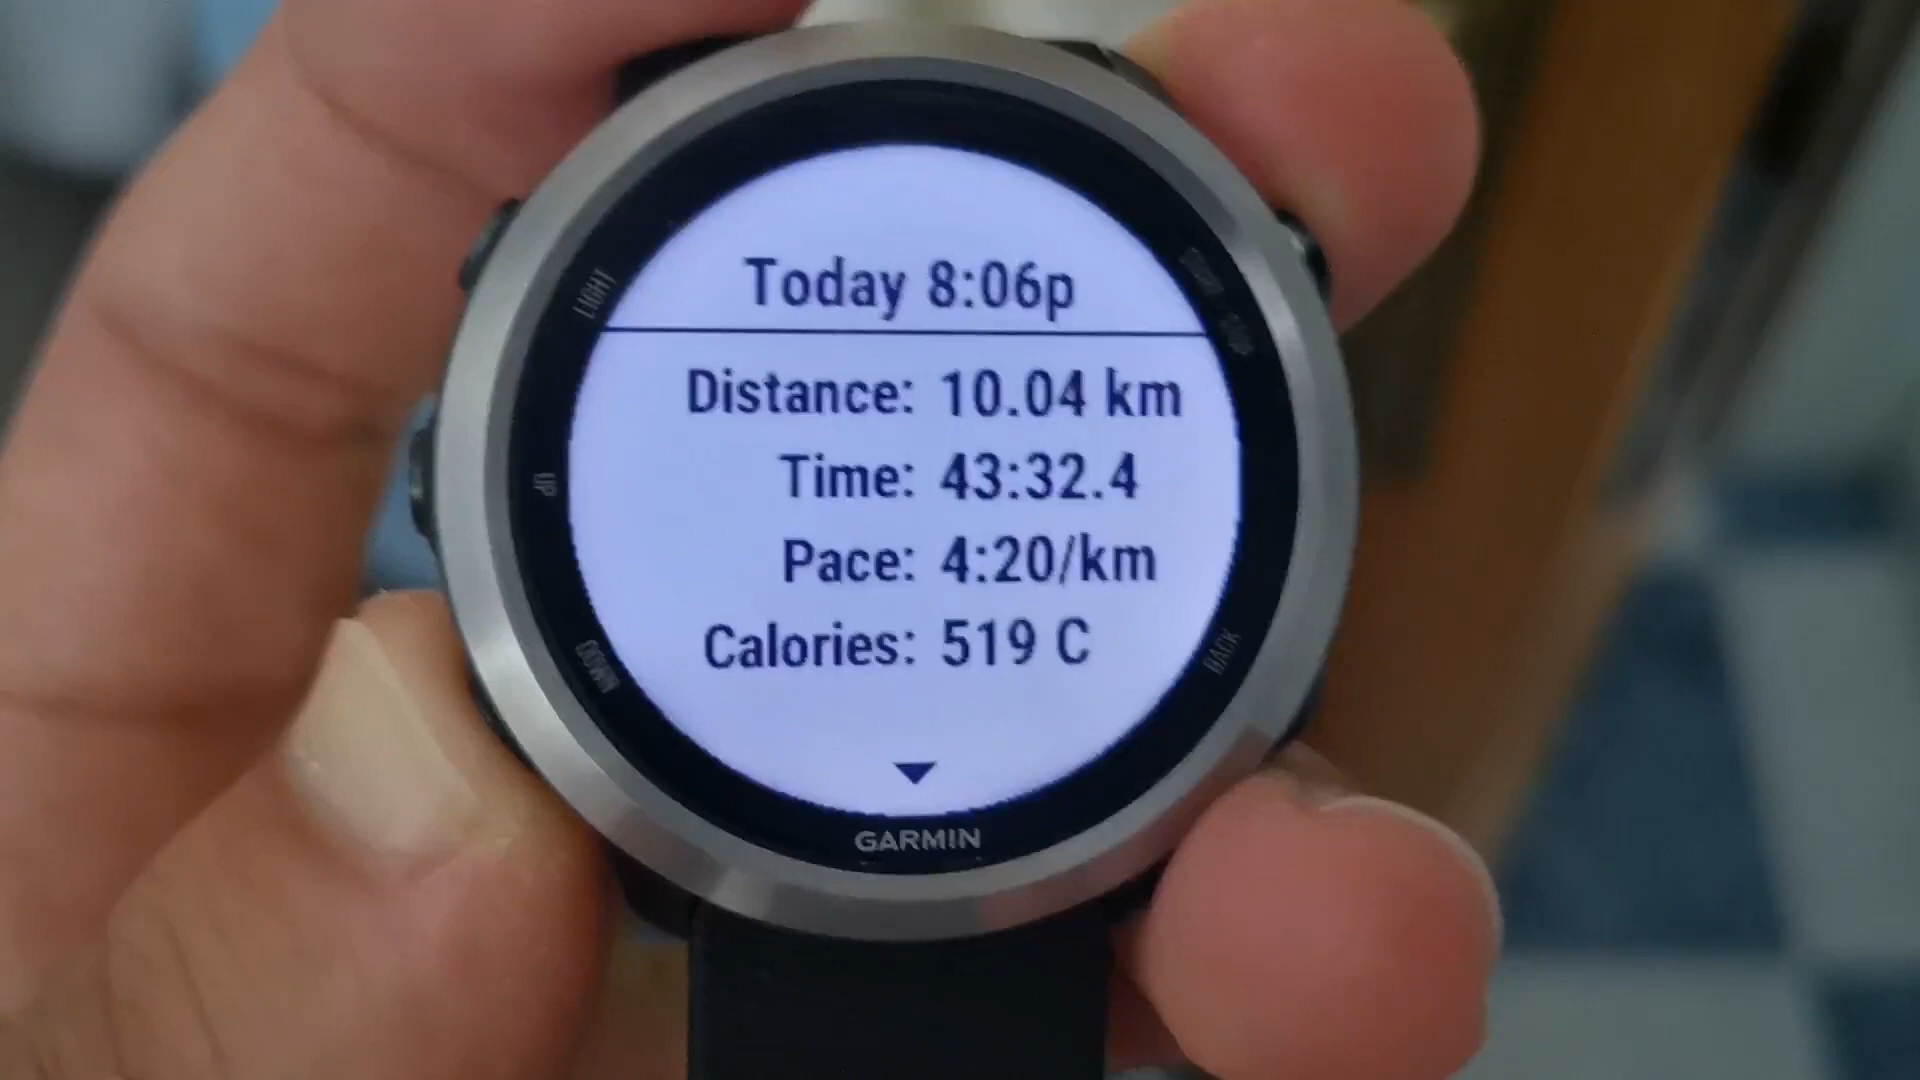 Today 8:06p
LIGHT
Distance: 10.04 km
Time: 43:32.4
UP
Pace: 4:20/km
Calories: 519 C
DOWN
BACK
GARMIN